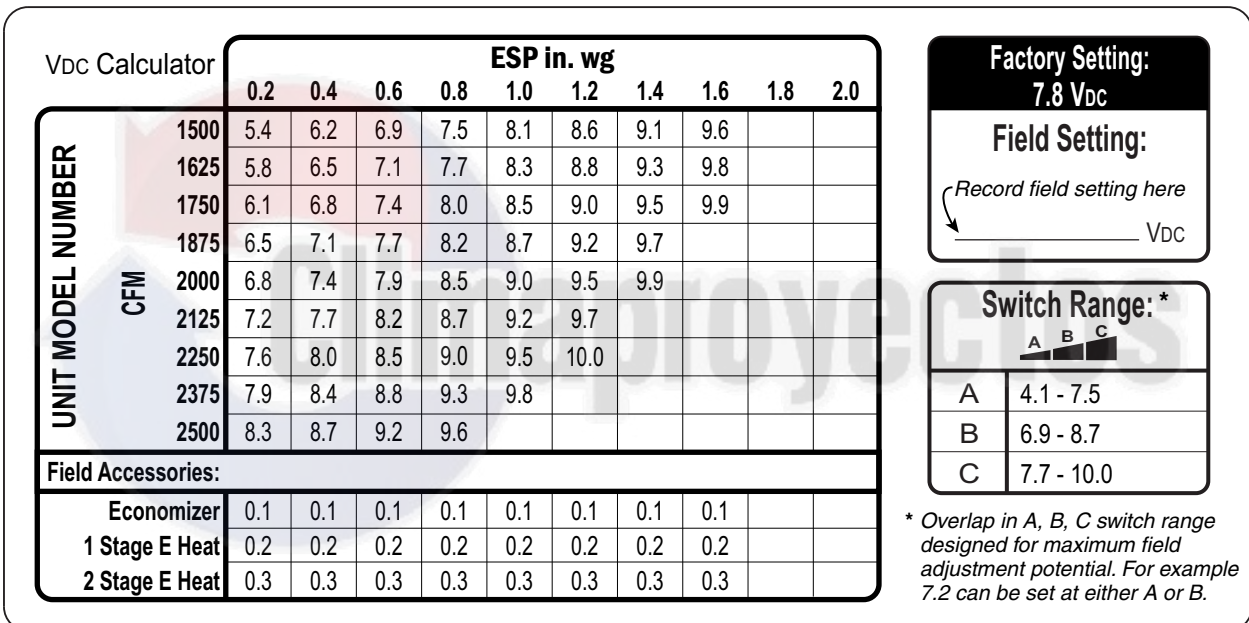 VDC Calculator
ESP in. wg
0.2 0.4 0.6 0.8 1.0 1.2 1.4 1.6 1.8 2.0
UNIT MODEL NUMBER
CFM
1500 5.4 6.2 6.9 7.5 8.1 8.6 9.1 9.6
1625 5.8 6.5 7.1 7.7 8.3 8.8 9.3 9.8
1750 6.1 6.8 7.4 8.0 8.5 9.0 9.5 9.9
1875 6.5 7.1 7.7 8.2 8.7 9.2 9.7
2000 6.8 7.4 7.9 8.5 9.0 9.5 9.9
2125 7.2 7.7 8.2 8.7 9.2 9.7
2250 7.6 8.0 8.5 9.0 9.5 10.0
2375 7.9 8.4 8.8 9.3 9.8
2500 8.3 8.7 9.2 9.6
Field Accessories:
Economizer 0.1 0.1 0.1 0.1 0.1 0.1 0.1 0.1
1 Stage E Heat 0.2 0.2 0.2 0.2 0.2 0.2 0.2 0.2
2 Stage E Heat 0.3 0.3 0.3 0.3 0.3 0.3 0.3 0.3
Factory Setting:
7.8 VDC
Field Setting:
Record field setting here
VDC
Switch Range: *
A B C
A 4.1 - 7.5
B 6.9 - 8.7
C 7.7 - 10.0
* Overlap in A, B, C switch range
designed for maximum field
adjustment potential. For example
7.2 can be set at either A or B.
Climaproyectos